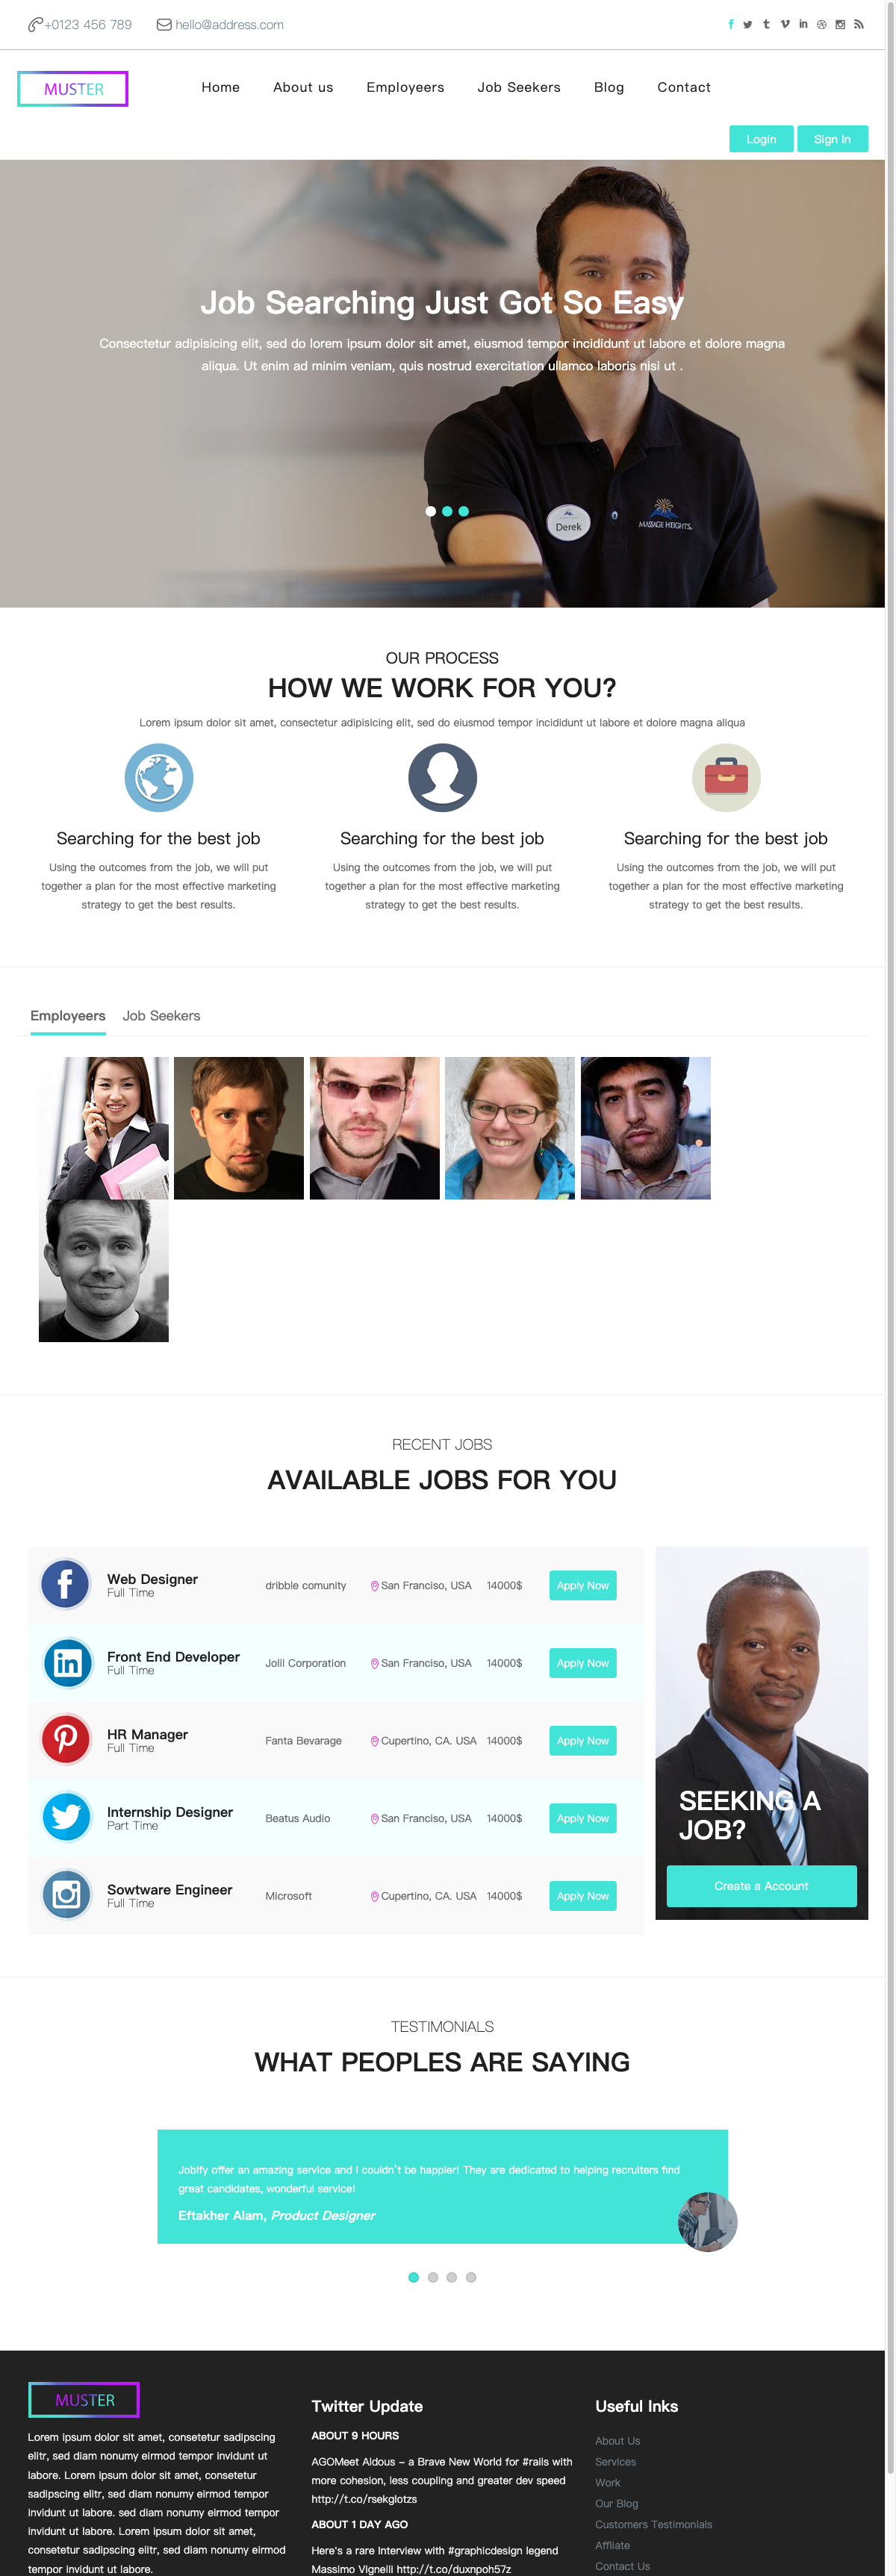 +0123 456 789 hello@address.com
MUSTER
Home About us Employeers Job Seekers Blog Contact
Login Sign In
Job Searching Just Got So Easy
Consectetur adipisicing elit, sed do lorem ipsum dolor sit amet, eiusmod tempor incididunt ut labore et dolore magna
aliqua. Ut enim ad minim veniam, quis nostrud exercitation ullamco laboris nisi ut .
Derek
MASSAGE HEIGHTS
OUR PROCESS
HOW WE WORK FOR YOU?
Lorem ipsum dolor sit amet, consectetur adipisicing elit, sed do eiusmod tempor incididunt ut labore et dolore magna aliqua
Searching for the best job
Using the outcomes from the job, we will put
together a plan for the most effective marketing
strategy to get the best results.
Searching for the best job
Using the outcomes from the job, we will put
together a plan for the most effective marketing
strategy to get the best results.
Searching for the best job
Using the outcomes from the job, we will put
together a plan for the most effective marketing
strategy to get the best results.
Employeers Job Seekers
RECENT JOBS
AVAILABLE JOBS FOR YOU
Web Designer
Full Time
dribble comunity San Franciso, USA 14000$ Apply Now
Front End Developer
Full Time
Jolil Corporation San Franciso, USA 14000$ Apply Now
HR Manager
Full Time
Fanta Bevarage Cupertino, CA. USA 14000$ Apply Now
Internship Designer
Part Time
Beatus Audio San Franciso, USA 14000$ Apply Now
Sowtware Engineer
Full Time
Microsoft Cupertino, CA. USA 14000$ Apply Now
SEEKING A
JOB?
Create a Account
TESTIMONIALS
WHAT PEOPLES ARE SAYING
Jobify offer an amazing service and I couldn't be happier! They are dedicated to helping recruiters find
great candidates, wonderful service!
Eftakher Alam, Product Designer
MUSTER
Lorem ipsum dolor sit amet, consetetur sadipscing
elitr, sed diam nonumy eirmod tempor invidunt ut
labore. Lorem ipsum dolor sit amet, consetetur
sadipscing elitr, sed diam nonumy eirmod tempor
invidunt ut labore. sed diam nonumy eirmod tempor
invidunt ut labore. Lorem ipsum dolor sit amet,
consetetur sadipscing elitr, sed diam nonumy eirmod
tempor invidunt ut labore.
Twitter Update
ABOUT 9 HOURS
AGOMeet Aldous - a Brave New World for #rails with
more cohesion, less coupling and greater dev speed
http://t.co/rsekglotzs
ABOUT 1 DAY AGO
Here's a rare Interview with #graphicdesign legend
Massimo Vignelli http://t.co/duxnpoh57z
Useful lnks
About Us
Services
Work
Our Blog
Customers Testimonials
Affliate
Contact Us